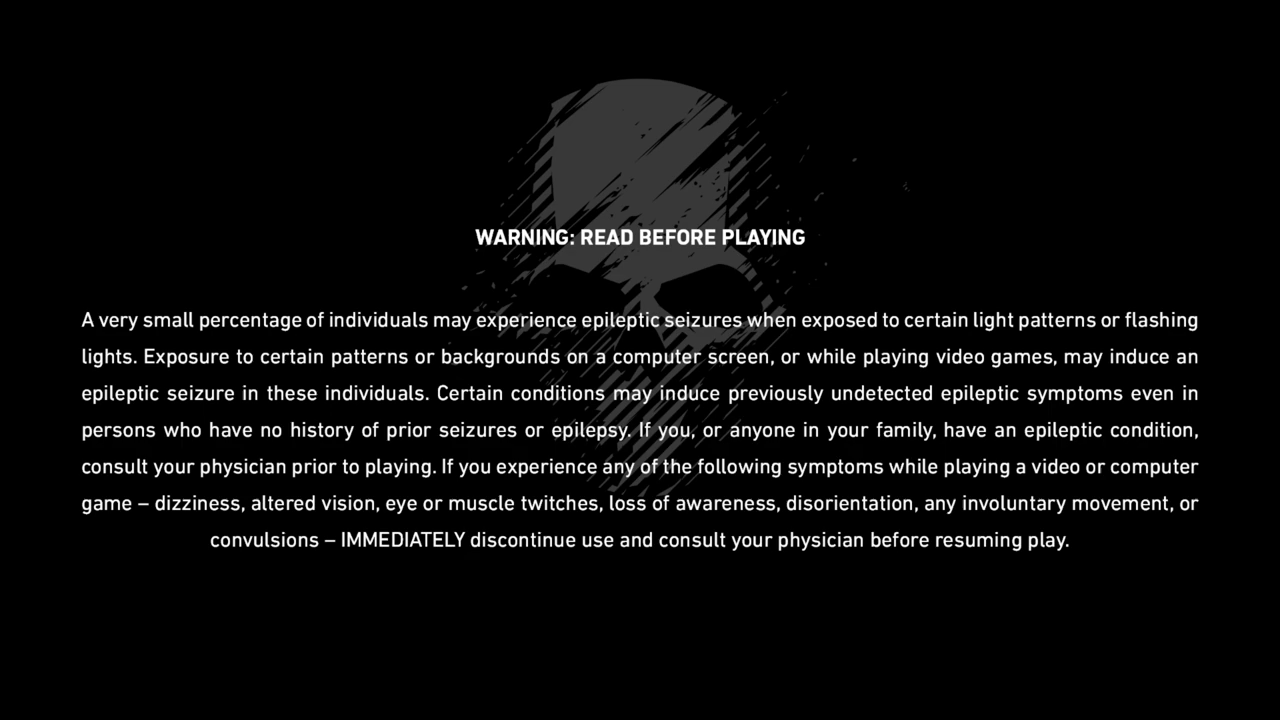 WARNING: READ BEFORE PLAYING
A very small percentage of individuals may experience epileptic seizures when exposed to certain light patterns or flashing
lights. Exposure to certain patterns or backgrounds on a computer screen, or while playing video games, may induce an
epileptic seizure in these individuals. Certain conditions may induce previously undetected epileptic symptoms even in
persons who have no history of prior seizures or epilepsy. If you, or anyone in your family, have an epileptic condition,
consult your physician prior to playing. If you experience any of the following symptoms while playing a video or computer
game – dizziness, altered vision, eye or muscle twitches, loss of awareness, disorientation, any involuntary movement, or
convulsions – IMMEDIATELY discontinue use and consult your physician before resuming play.